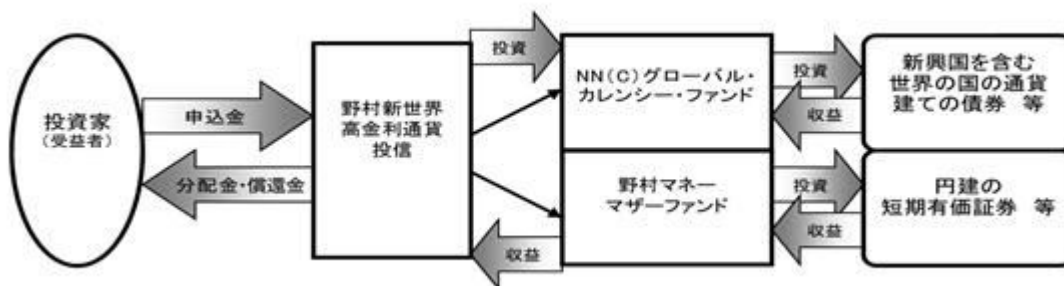 投資家
(受益者)
申込金
分配金・償還金
野村新世界
高金利通貨
投信
投資
収益
NN(C)グローバル・
カレンシー・ファンド
野村マネー
マザーファンド
投資
収益
投資
収益
新興国を含む
世界の国の通貨
建ての債券 等
円建の
短期有価証券 等